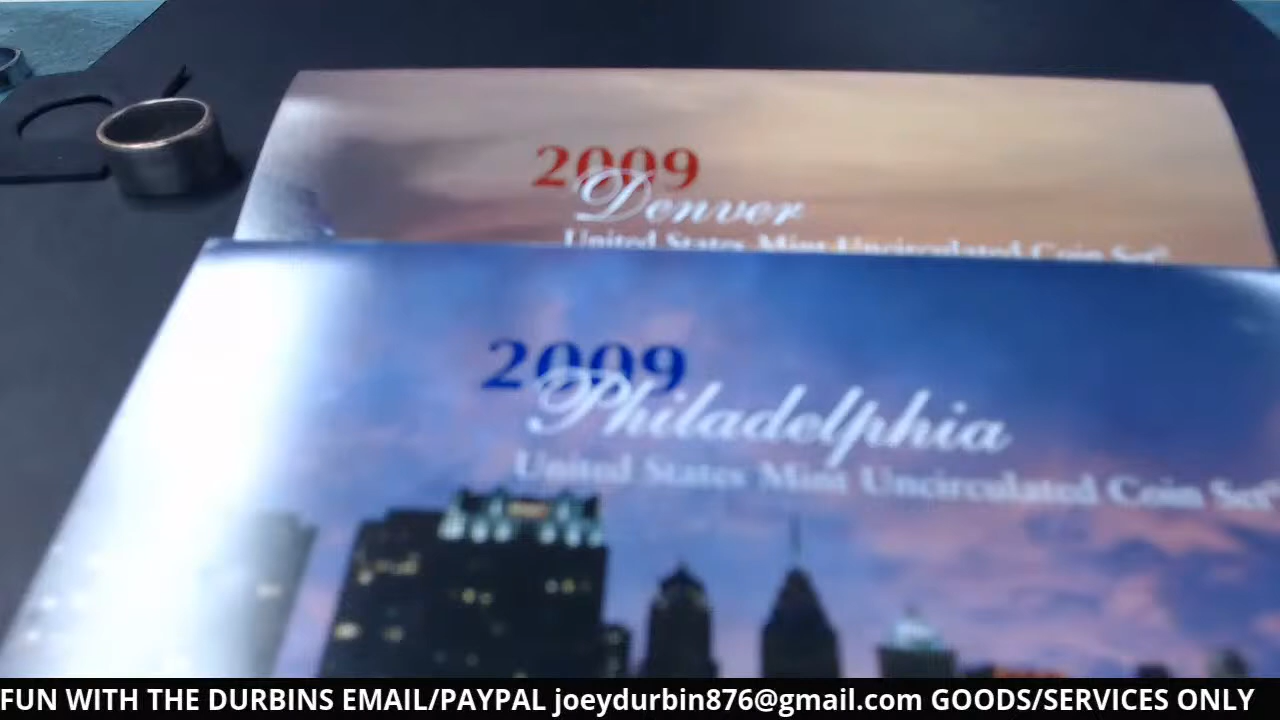 2009
Denver
United States Mint Uncirculated Coin Set®
2009
Philadelphia
United States Mint Uncirculated Coin Set®
FUN WITH THE DURBINS EMAIL/PAYPAL joeydurbin876@gmail.com GOODS/SERVICES ONLY